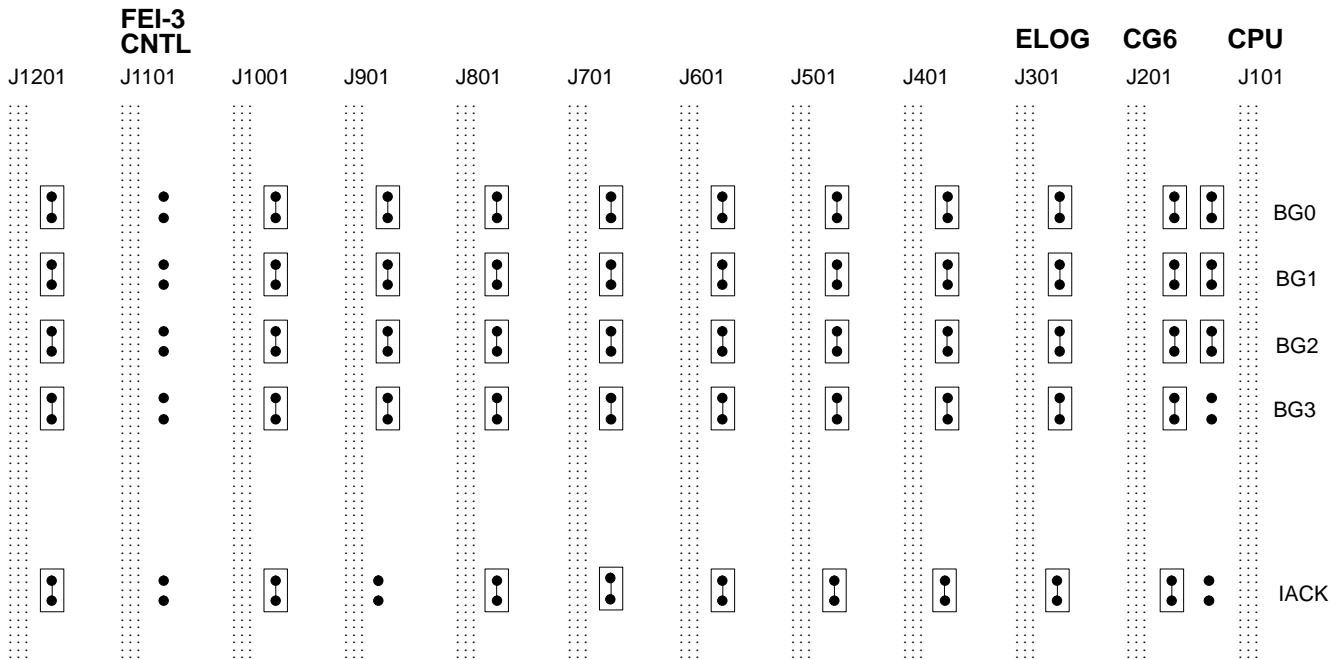 FEI-3
CNTL
ELOG CG6 CPU
J1201 J1101 J1001 J901 J801 J701 J601 J501 J401 J301 J201 J101
BG0
BG1
BG2
BG3
IACK